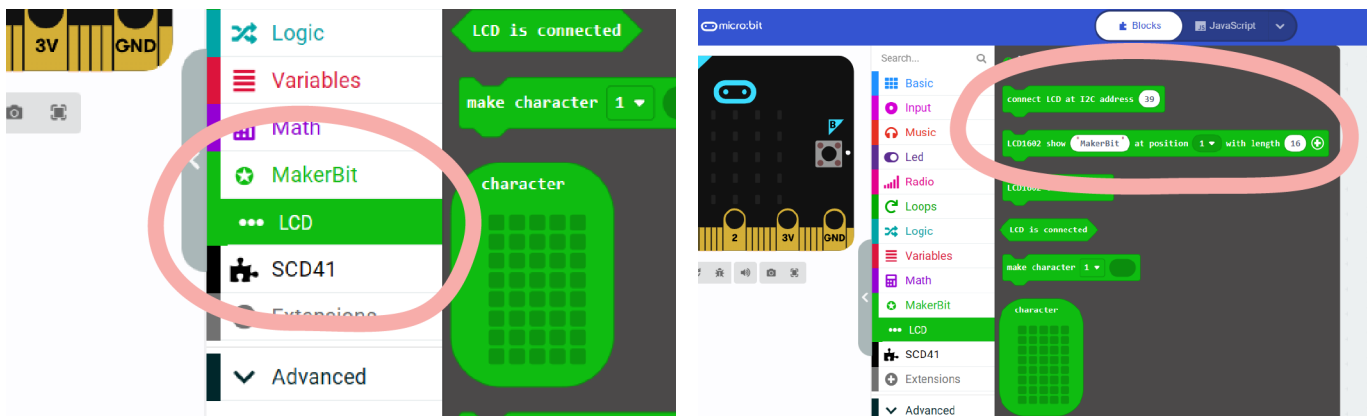 3V GND
Logic
Variables
Math
MakerBit
LCD
SCD41
Extensions
Advanced
LCD is connected
make character 1
character
micro:bit
Blocks
JavaScript
B
2 3V GND
Search...
Basic
Input
Music
Led
Radio
Loops
Logic
Variables
Math
MakerBit
LCD
SCD41
Extensions
Advanced
connect LCD at I2C address 39
LCD1602 show "MakerBit" at position 1 with length 16
LCD1602
LCD is connected
make character 1
character